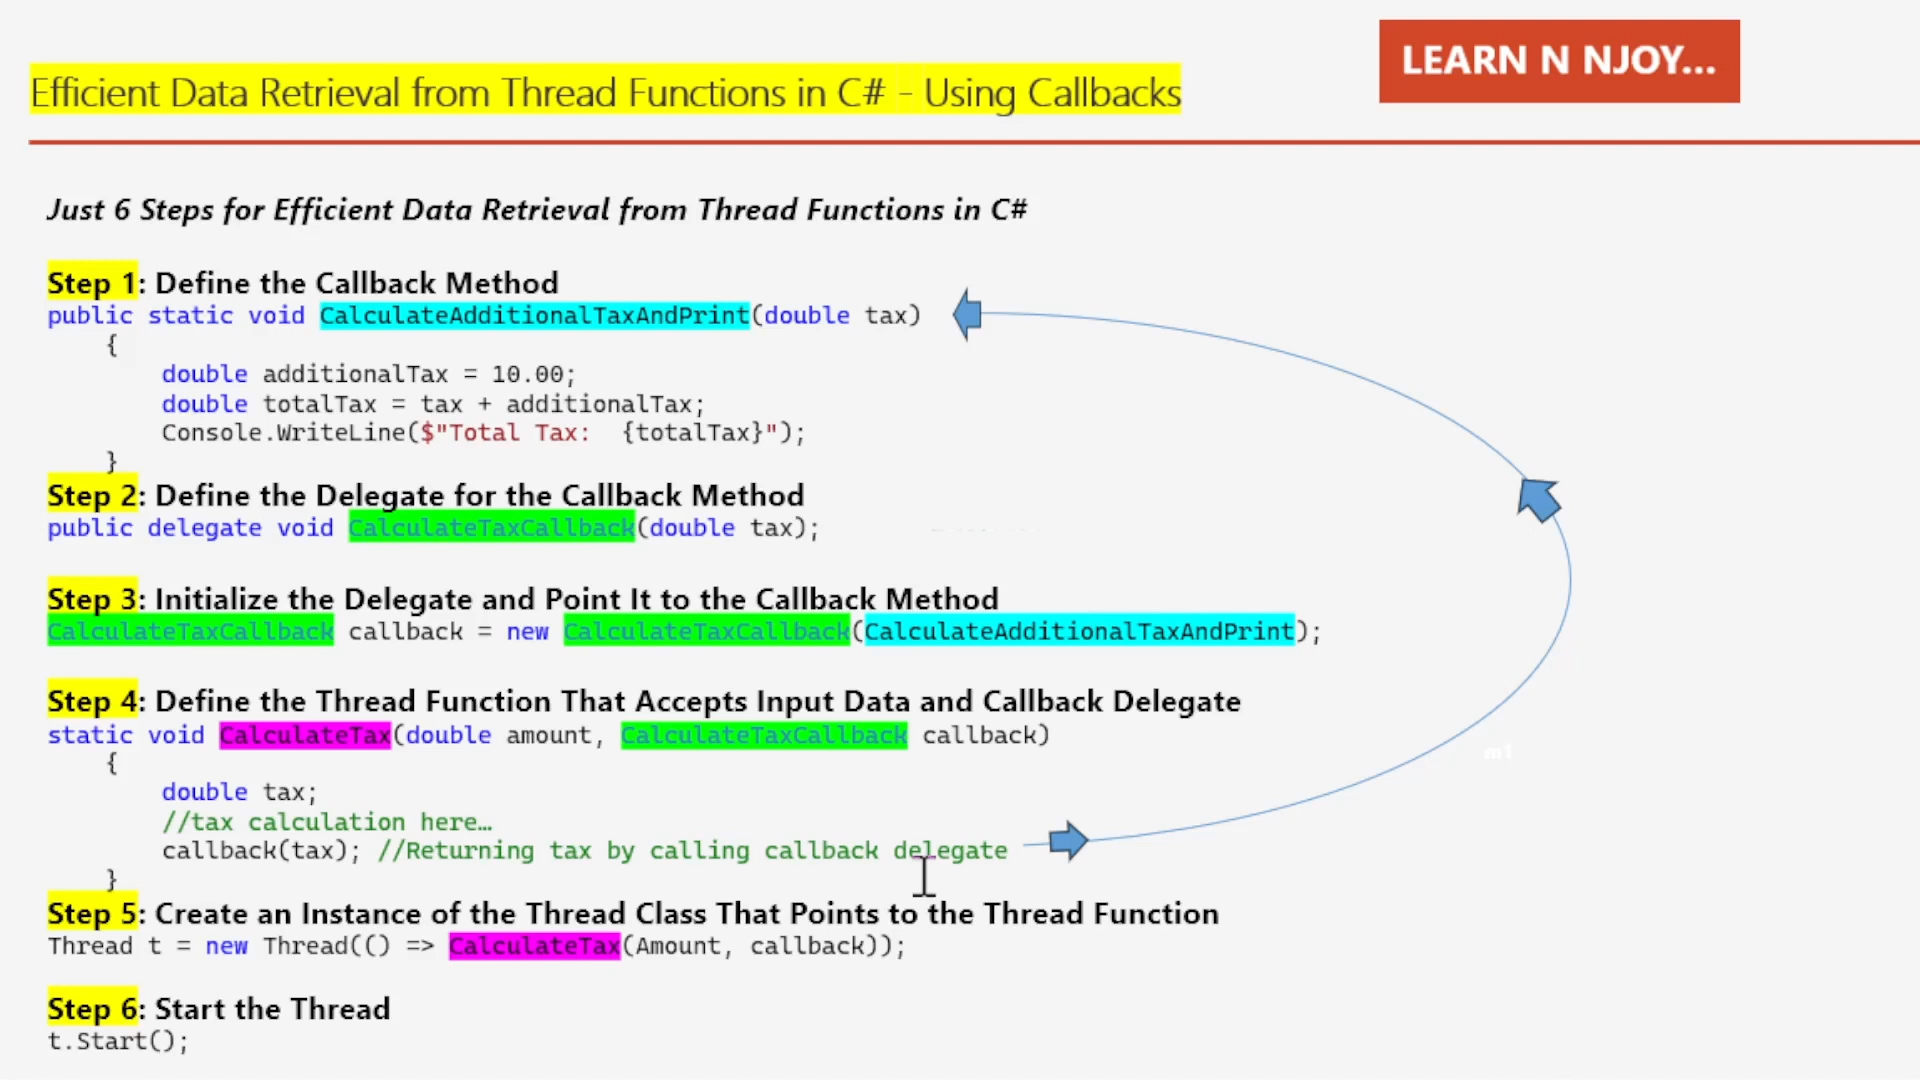 LEARN N NJOY...
Efficient Data Retrieval from Thread Functions in C# - Using Callbacks
Just 6 Steps for Efficient Data Retrieval from Thread Functions in C#
Step 1: Define the Callback Method
public static void CalculateAdditionalTaxAndPrint(double tax)
{
double additionalTax = 10.00;
double totalTax = tax + additionalTax;
Console.WriteLine($"Total Tax:  {totalTax}");
}
Step 2: Define the Delegate for the Callback Method
public delegate void CalculateTaxCallback(double tax);
Step 3: Initialize the Delegate and Point It to the Callback Method
CalculateTaxCallback callback = new CalculateTaxCallback(CalculateAdditionalTaxAndPrint);
Step 4: Define the Thread Function That Accepts Input Data and Callback Delegate
static void CalculateTax(double amount, CalculateTaxCallback callback)
{
double tax;
//tax calculation here…
callback(tax); //Returning tax by calling callback delegate
}
m1
Step 5: Create an Instance of the Thread Class That Points to the Thread Function
Thread t = new Thread(() => CalculateTax(Amount, callback));
Step 6: Start the Thread
t.Start();